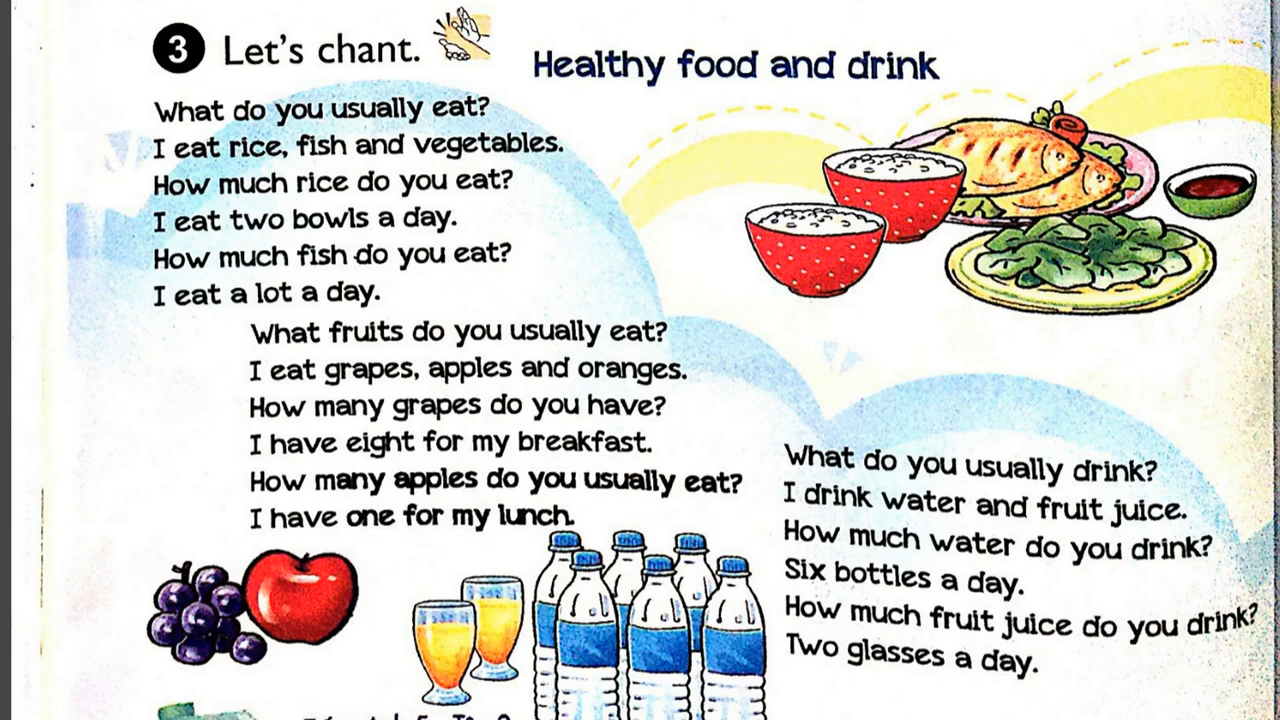 3 Let's chant.
Healthy food and drink
What do you usually eat?
I eat rice, fish and vegetables.
How much rice do you eat?
I eat two bowls a day.
How much fish do you eat?
I eat a lot a day.
What fruits do you usually eat?
I eat grapes, apples and oranges.
How many grapes do you have?
I have eight for my breakfast.
How many apples do you usually eat?
I have one for my lunch.
What do you usually drink?
I drink water and fruit juice.
How much water do you drink?
Six bottles a day.
How much fruit juice do you drink?
Two glasses a day.